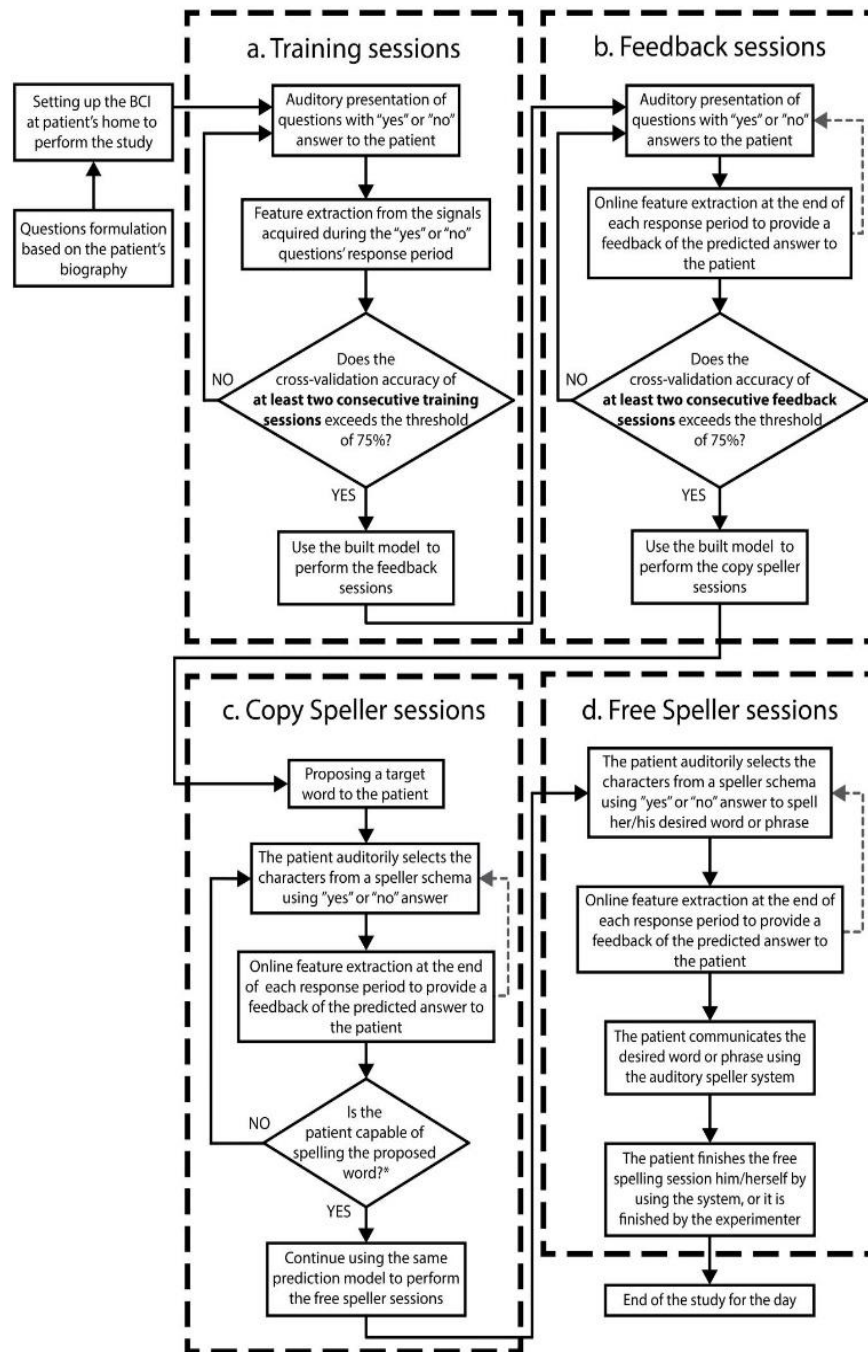 a. Training sessions
Setting up the BCI
at patient's home to
perform the study
Questions formulation
based on the patient's
biography
Auditory presentation of
questions with "yes" or "no"
answer to the patient
Feature extraction from the signals
acquired during the "yes" or "no"
questions' response period
Does the
cross-validation accuracy of
at least two consecutive training
sessions exceeds the threshold
of 75%?
NO
YES
Use the built model to
perform the feedback
sessions
b. Feedback sessions
Auditory presentation of
questions with "yes" or "no"
answers to the patient
Online feature extraction at the end of
each response period to provide a
feedback of the predicted answer to
the patient
Does the
cross-validation accuracy of
at least two consecutive feedback
sessions exceeds the threshold
of 75%?
NO
YES
Use the built model to
perform the copy speller
sessions
c. Copy Speller sessions
Proposing a target
word to the patient
The patient auditorily selects the
characters from a speller schema
using "yes" or "no" answer
Online feature extraction at the end
of each response period to provide a
feedback of the predicted answer to
the patient
Is the
patient capable of
spelling the proposed
word?*
NO
YES
Continue using the same
prediction model to perform
the free speller sessions
d. Free Speller sessions
The patient auditorily selects the
characters from a speller schema
using "yes" or "no" answer to spell
her/his desired word or phrase
Online feature extraction at the end of
each response period to provide a
feedback of the predicted answer to
the patient
The patient communicates the
desired word or phrase using
the auditory speller system
The patient finishes the free
spelling session him/herself by
using the system, or it is
finished by the experimenter
End of the study for the day